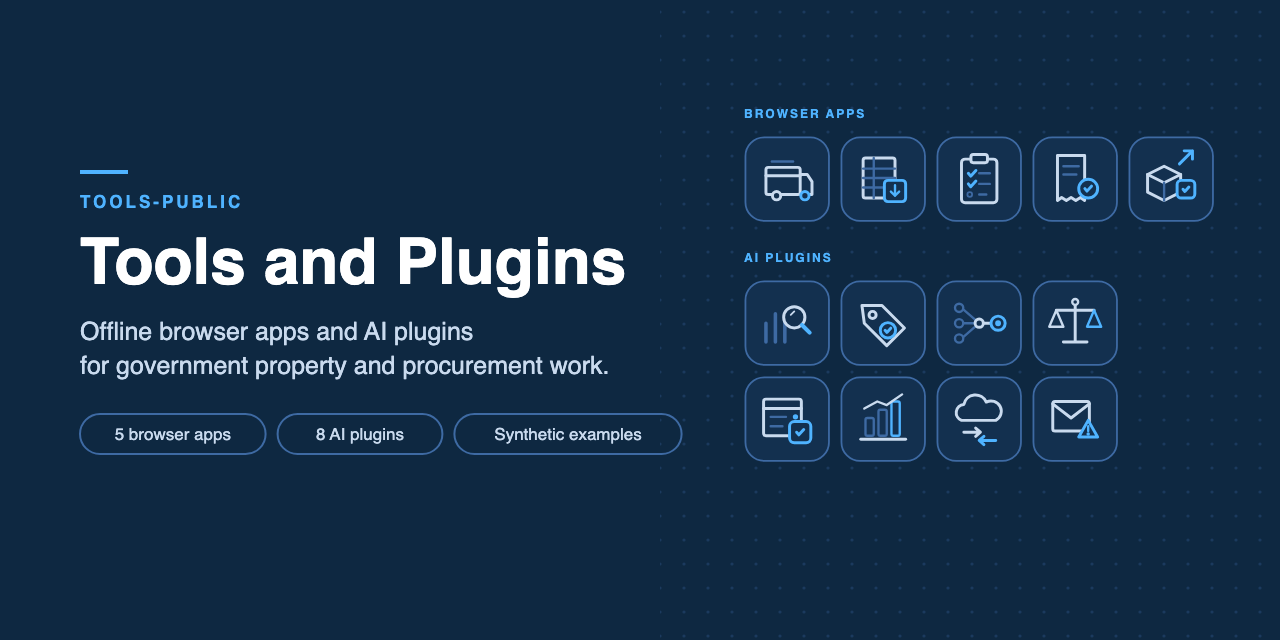 TOOLS-PUBLIC
Tools and Plugins
Offline browser apps and AI plugins
for government property and procurement work.
5 browser apps
8 AI plugins
Synthetic examples
BROWSER APPS
AI PLUGINS